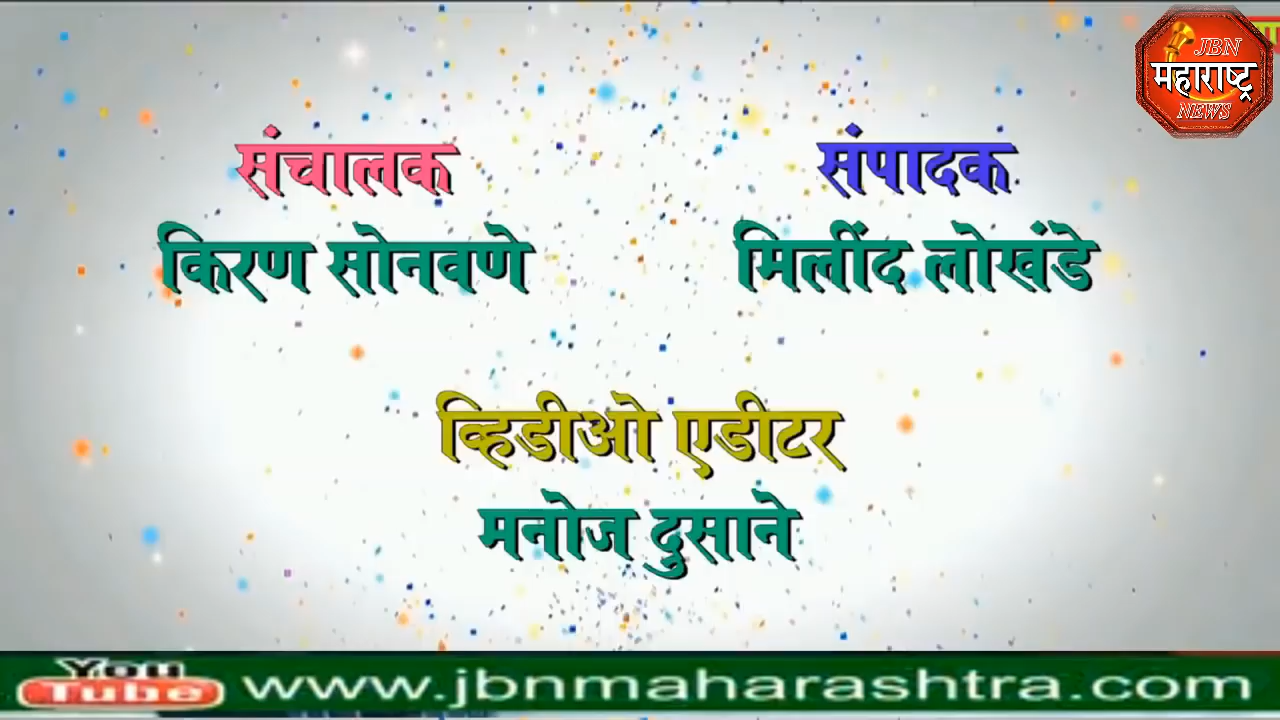 JBN
महाराष्ट्र
NEWS
संचालक
किरण सोनवणे
संपादक
मिलींद लोखंडे
व्हिडीओ एडीटर
मनोज दुसाने
You
Tube
www.jbnmaharashtra.com